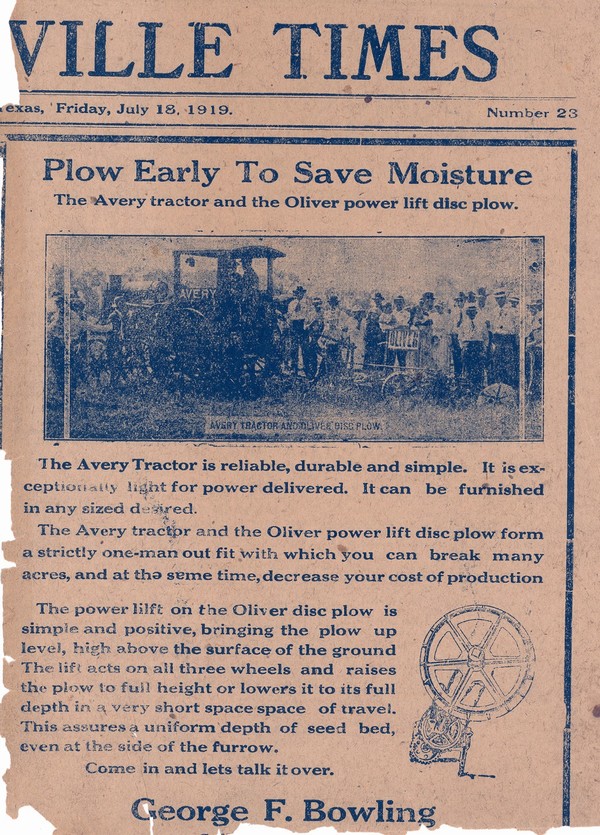 VILLE TIMES
exas, Friday, July 18, 1919.
Number 23
Plow Early To Save Moisture
The Avery tractor and the Oliver power lift disc plow.
AVERY
OLIVER
AVERY TRACTOR AND OLIVER DISC PLOW.
The Avery Tractor is reliable, durable and simple. It is ex-
ceptionally light for power delivered. It can be furnished
in any sized desired.
The Avery tractor and the Oliver power lift disc plow form
a strictly one-man out fit with which you can break many
acres, and at the seme time, decrease your cost of production
The power lilft on the Oliver disc plow is
simple and positive, bringing the plow up
level, high above the surface of the ground
The lift acts on all three wheels and raises
the plow to full height or lowers it to its full
depth in a very short space space of travel.
This assures a uniform depth of seed bed,
even at the side of the furrow.
Come in and lets talk it over.
George F. Bowling